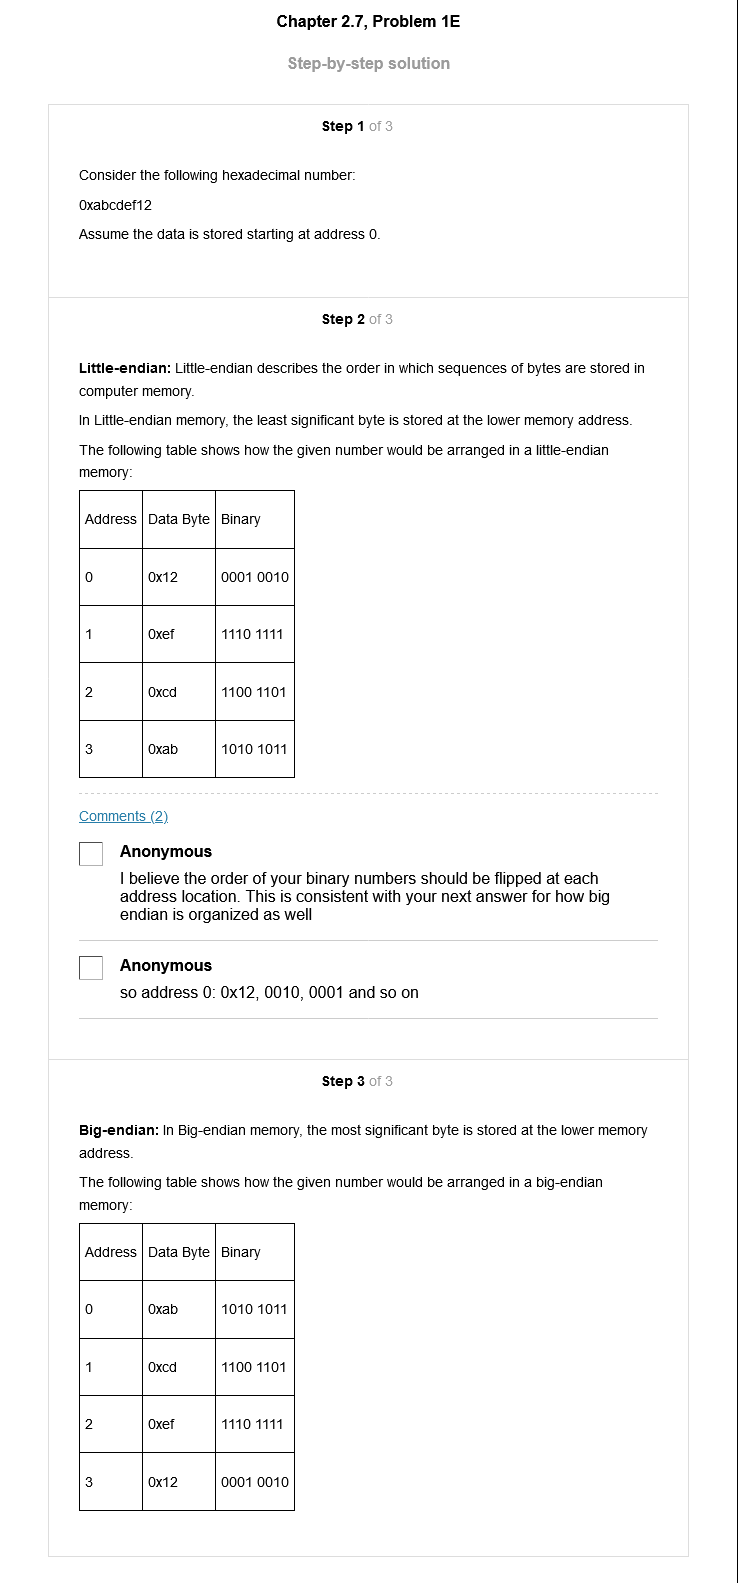 Chapter 2.7, Problem 1E
Step-by-step solution
Step 1 of 3
Consider the following hexadecimal number:
0xabcdef12
Assume the data is stored starting at address 0.
Step 2 of 3
Little-endian: Little-endian describes the order in which sequences of bytes are stored in
computer memory.
In Little-endian memory, the least significant byte is stored at the lower memory address.
The following table shows how the given number would be arranged in a little-endian
memory:
Address Data Byte Binary
0 0x12 0001 0010
1 0xef 1110 1111
2 0xcd 1100 1101
3 0xab 1010 1011
Comments (2)
Anonymous
I believe the order of your binary numbers should be flipped at each
address location. This is consistent with your next answer for how big
endian is organized as well
Anonymous
so address 0: 0x12, 0010, 0001 and so on
Step 3 of 3
Big-endian: In Big-endian memory, the most significant byte is stored at the lower memory
address.
The following table shows how the given number would be arranged in a big-endian
memory:
Address Data Byte Binary
0 0xab 1010 1011
1 0xcd 1100 1101
2 0xef 1110 1111
3 0x12 0001 0010